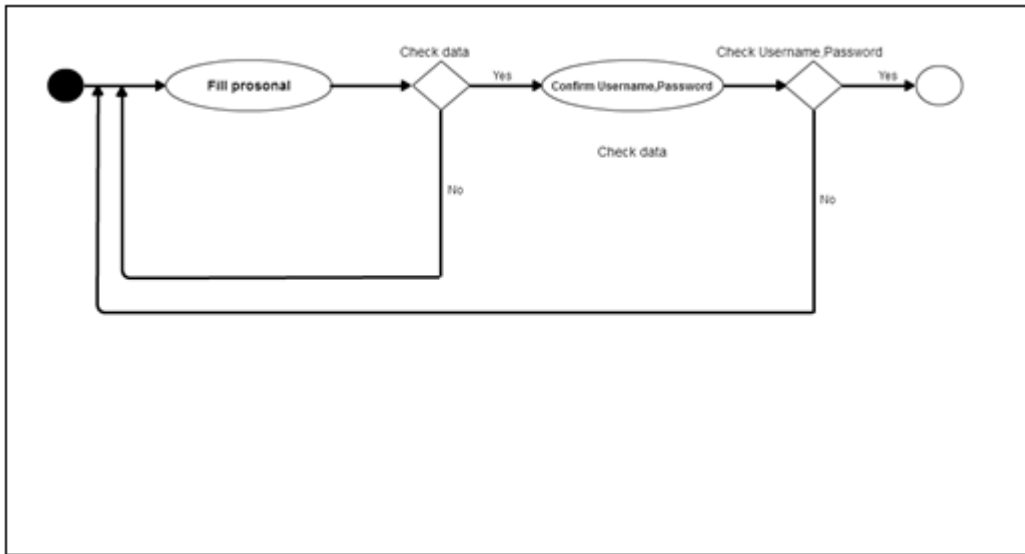 Check data
Check Username,Password
Fill prosonal
Yes
Confirm Username,Password
Yes
Check data
No
No